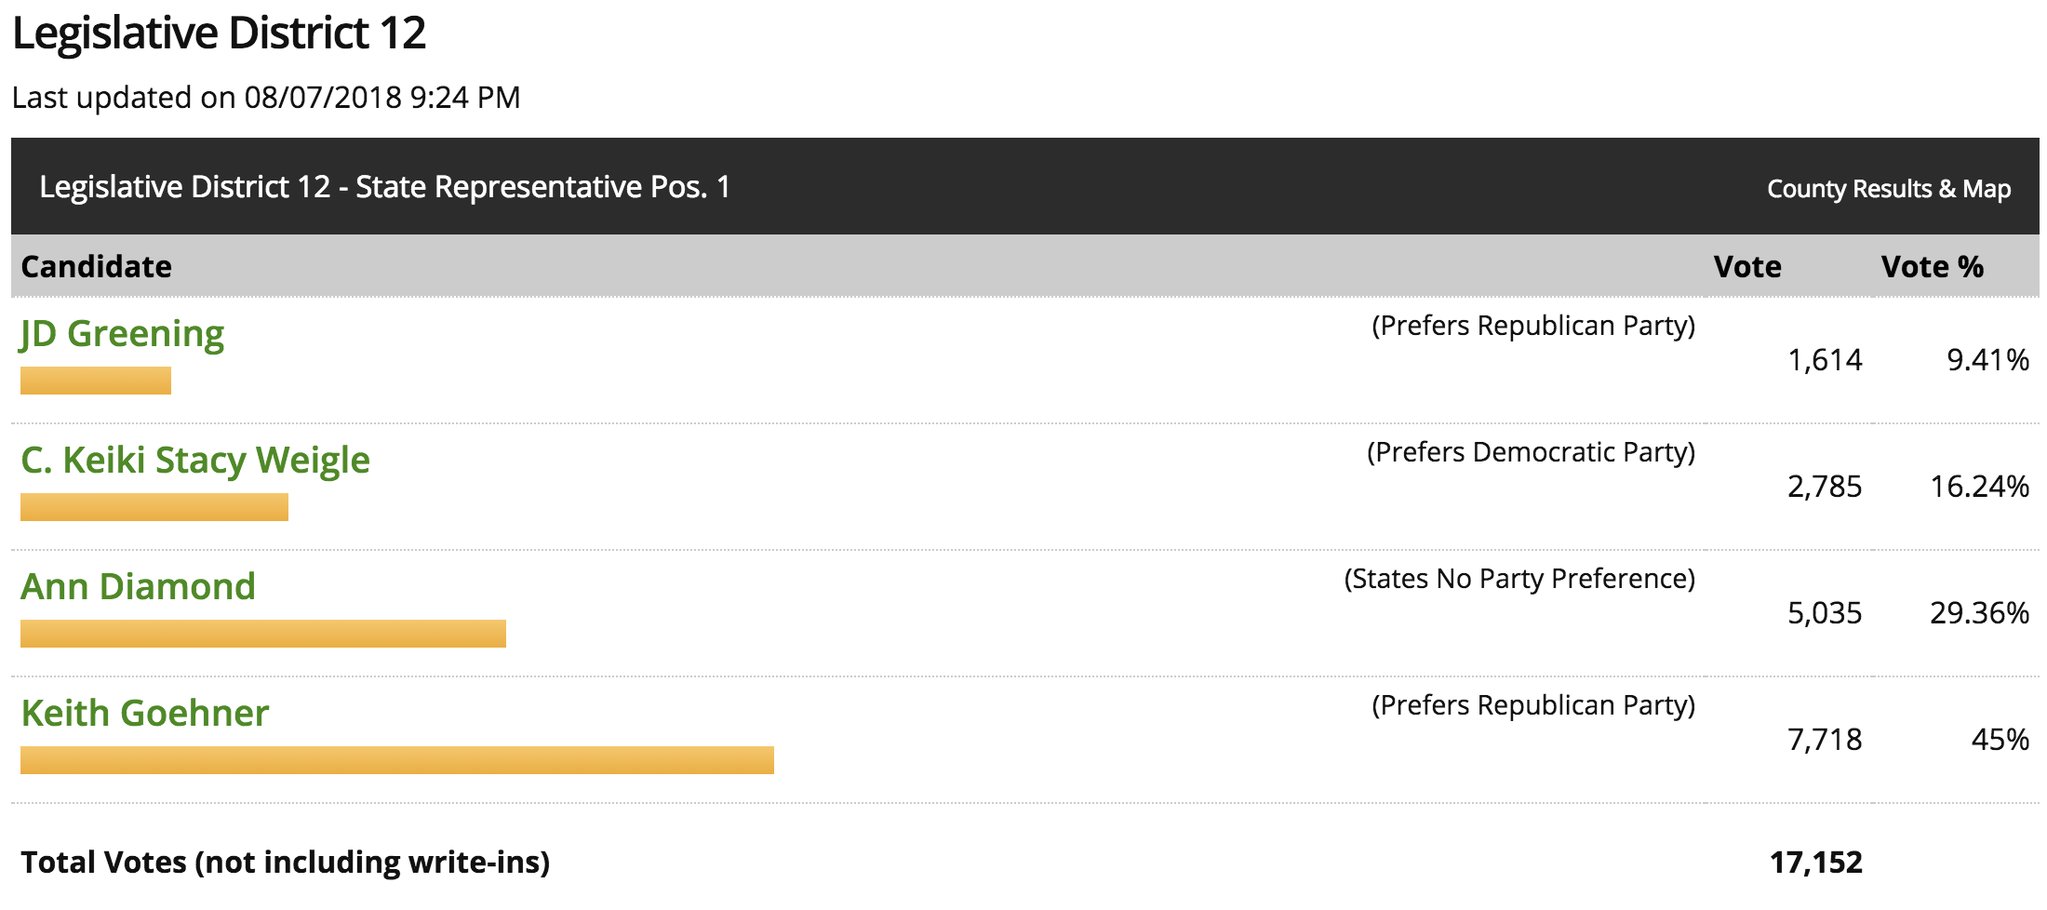 Legislative District 12
Last updated on 08/07/2018 9:24 PM
Legislative District 12 - State Representative Pos. 1 County Results & Map
Candidate Vote Vote %
JD Greening (Prefers Republican Party) 1,614 9.41%
C. Keiki Stacy Weigle (Prefers Democratic Party) 2,785 16.24%
Ann Diamond (States No Party Preference) 5,035 29.36%
Keith Goehner (Prefers Republican Party) 7,718 45%
Total Votes (not including write-ins) 17,152